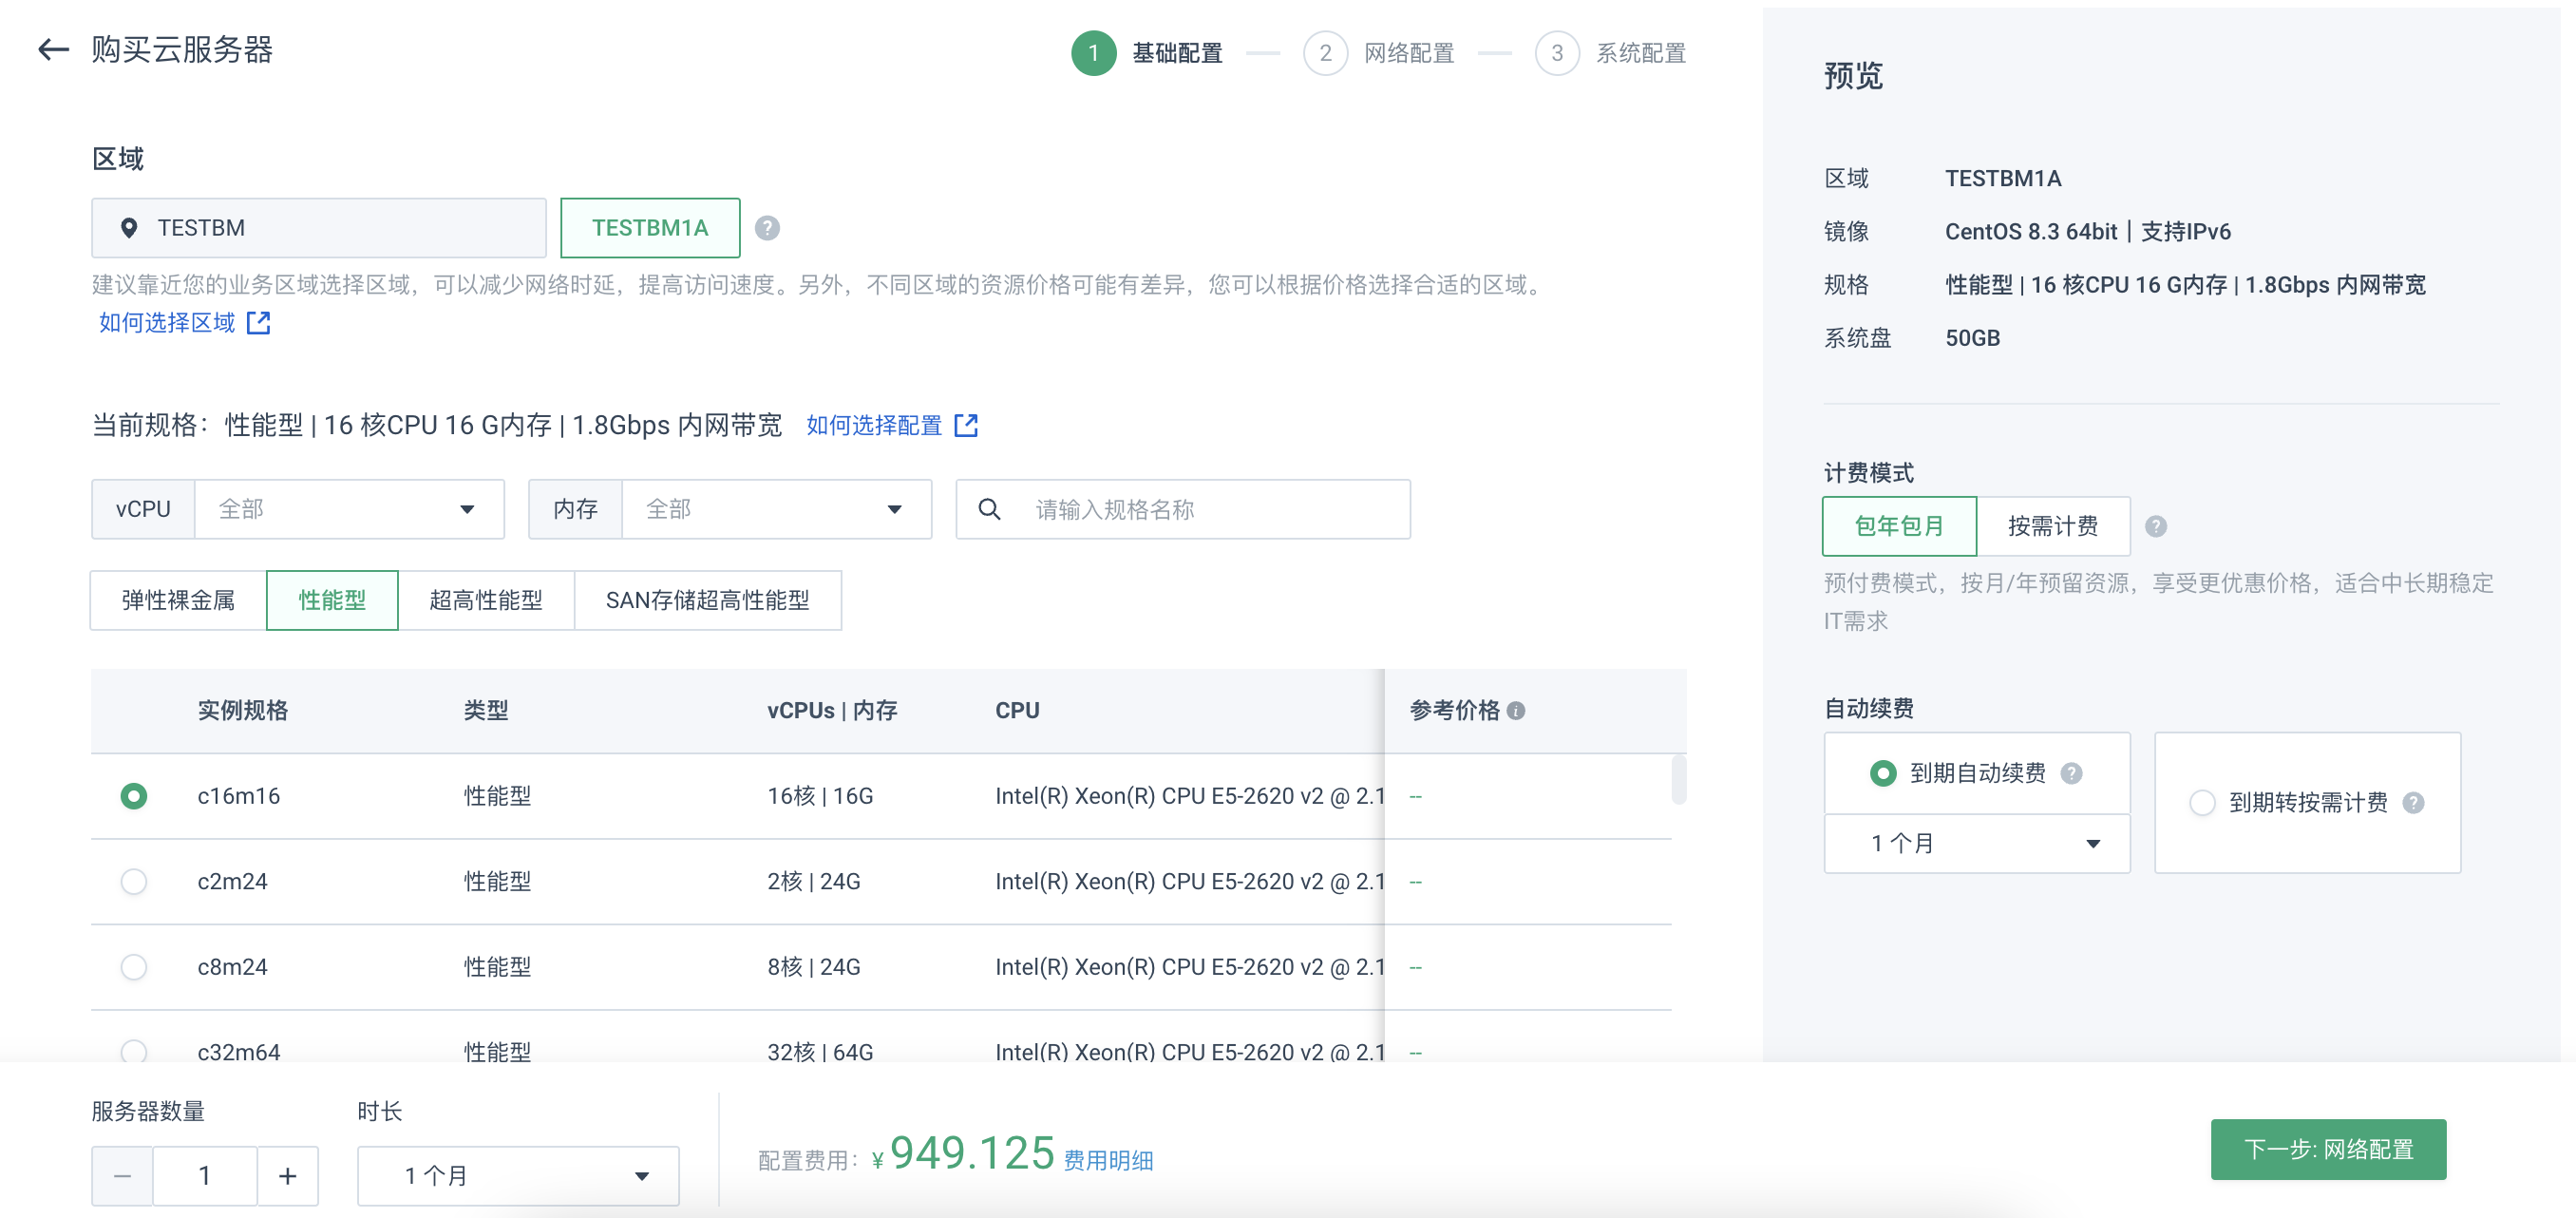 购买云服务器
1 基础配置 2 网络配置 3 系统配置
区域
TESTBM TESTBM1A ?
建议靠近您的业务区域选择区域，可以减少网络时延，提高访问速度。另外，不同区域的资源价格可能有差异，您可以根据价格选择合适的区域。
如何选择区域
当前规格：性能型 | 16 核CPU 16 G内存 | 1.8Gbps 内网带宽 如何选择配置
vCPU 全部 内存 全部 请输入规格名称
弹性裸金属 性能型 超高性能型 SAN存储超高性能型
实例规格 类型 vCPUs | 内存 CPU 参考价格 i
c16m16 性能型 16核 | 16G Intel(R) Xeon(R) CPU E5-2620 v2 @ 2.1 --
c2m24 性能型 2核 | 24G Intel(R) Xeon(R) CPU E5-2620 v2 @ 2.1 --
c8m24 性能型 8核 | 24G Intel(R) Xeon(R) CPU E5-2620 v2 @ 2.1 --
c32m64 性能型 32核 | 64G Intel(R) Xeon(R) CPU E5-2620 v2 @ 2.1 --
服务器数量 时长
− 1 + 1 个月
配置费用：¥ 949.125 费用明细
下一步: 网络配置
预览
区域 TESTBM1A
镜像 CentOS 8.3 64bit | 支持IPv6
规格 性能型 | 16 核CPU 16 G内存 | 1.8Gbps 内网带宽
系统盘 50GB
计费模式
包年包月 按需计费 ?
预付费模式，按月/年预留资源，享受更优惠价格，适合中长期稳定
IT需求
自动续费
到期自动续费 ?
1 个月
到期转按需计费 ?